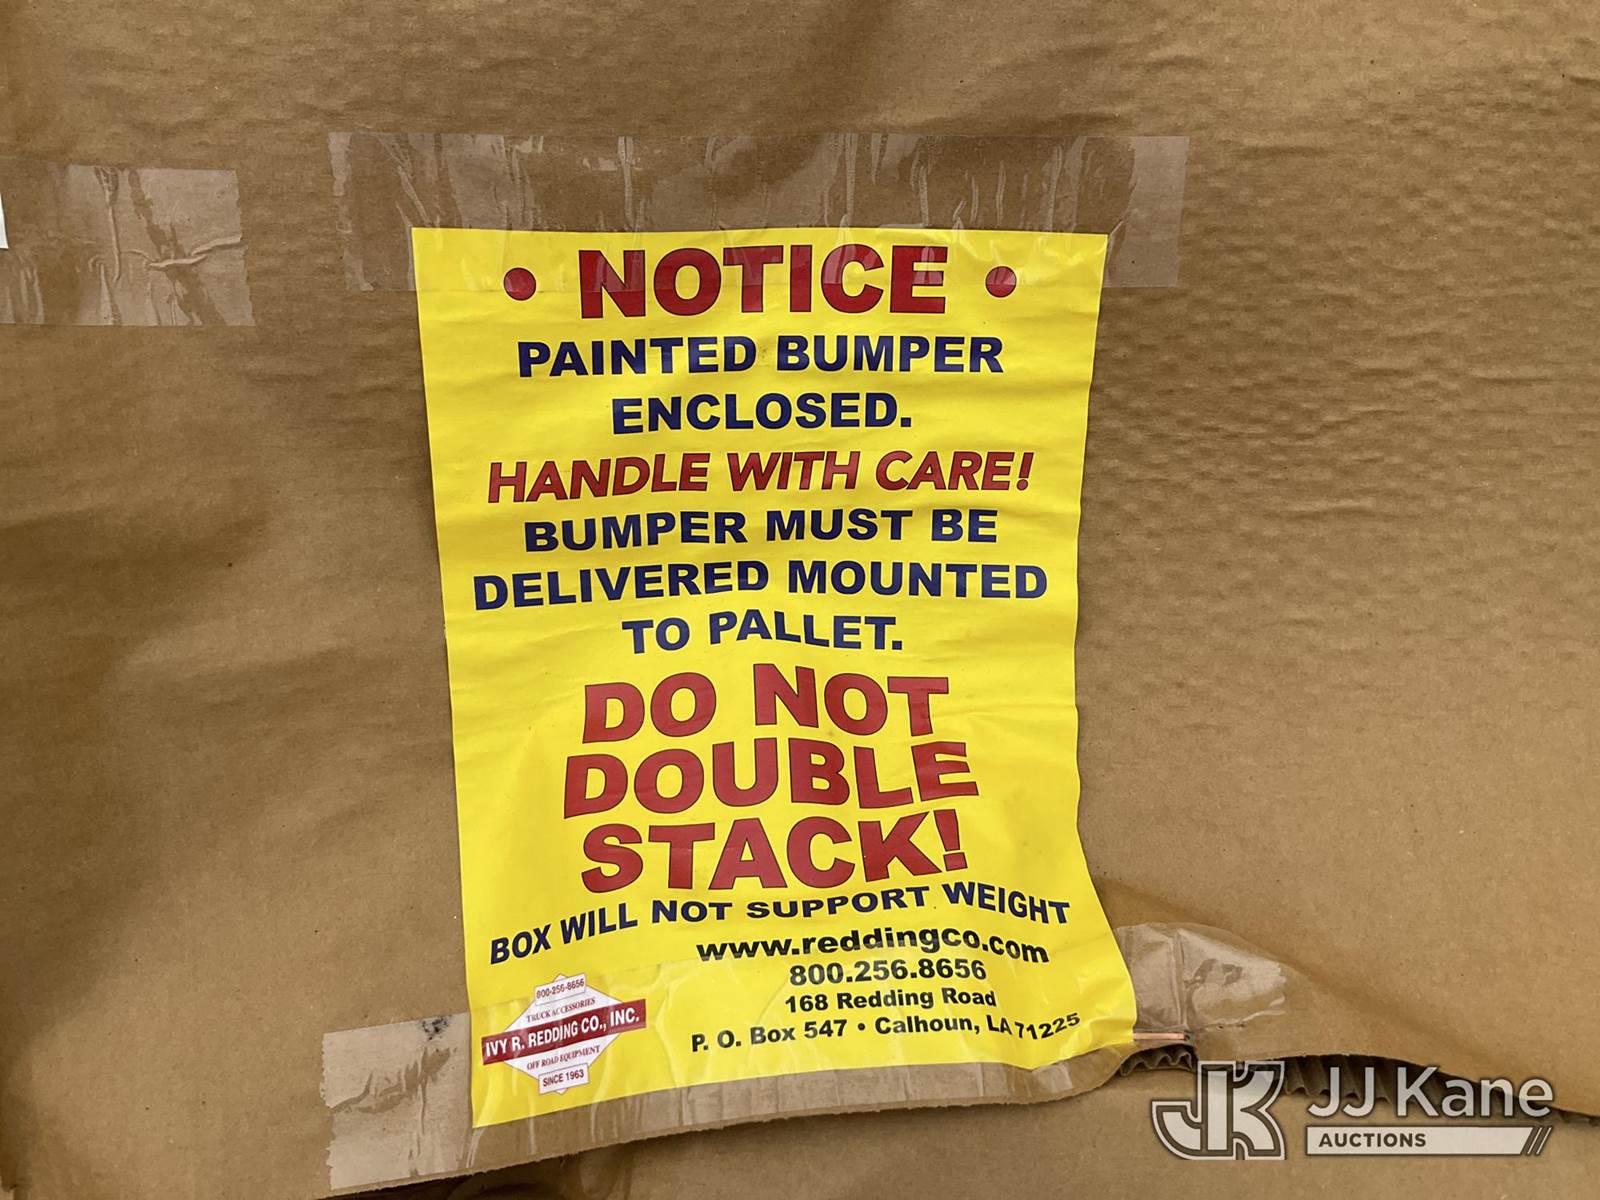 • NOTICE •
PAINTED BUMPER
ENCLOSED.
HANDLE WITH CARE!
BUMPER MUST BE
DELIVERED MOUNTED
TO PALLET.
DO NOT
DOUBLE
STACK!
BOX WILL NOT SUPPORT WEIGHT
www.reddingco.com
800.256.8656
168 Redding Road
P. O. Box 547 • Calhoun, LA 71225
800-256-8656
TRUCK ACCESSORIES
IVY R. REDDING CO., INC.
OFF ROAD EQUIPMENT
SINCE 1963
JK JJ Kane
AUCTIONS